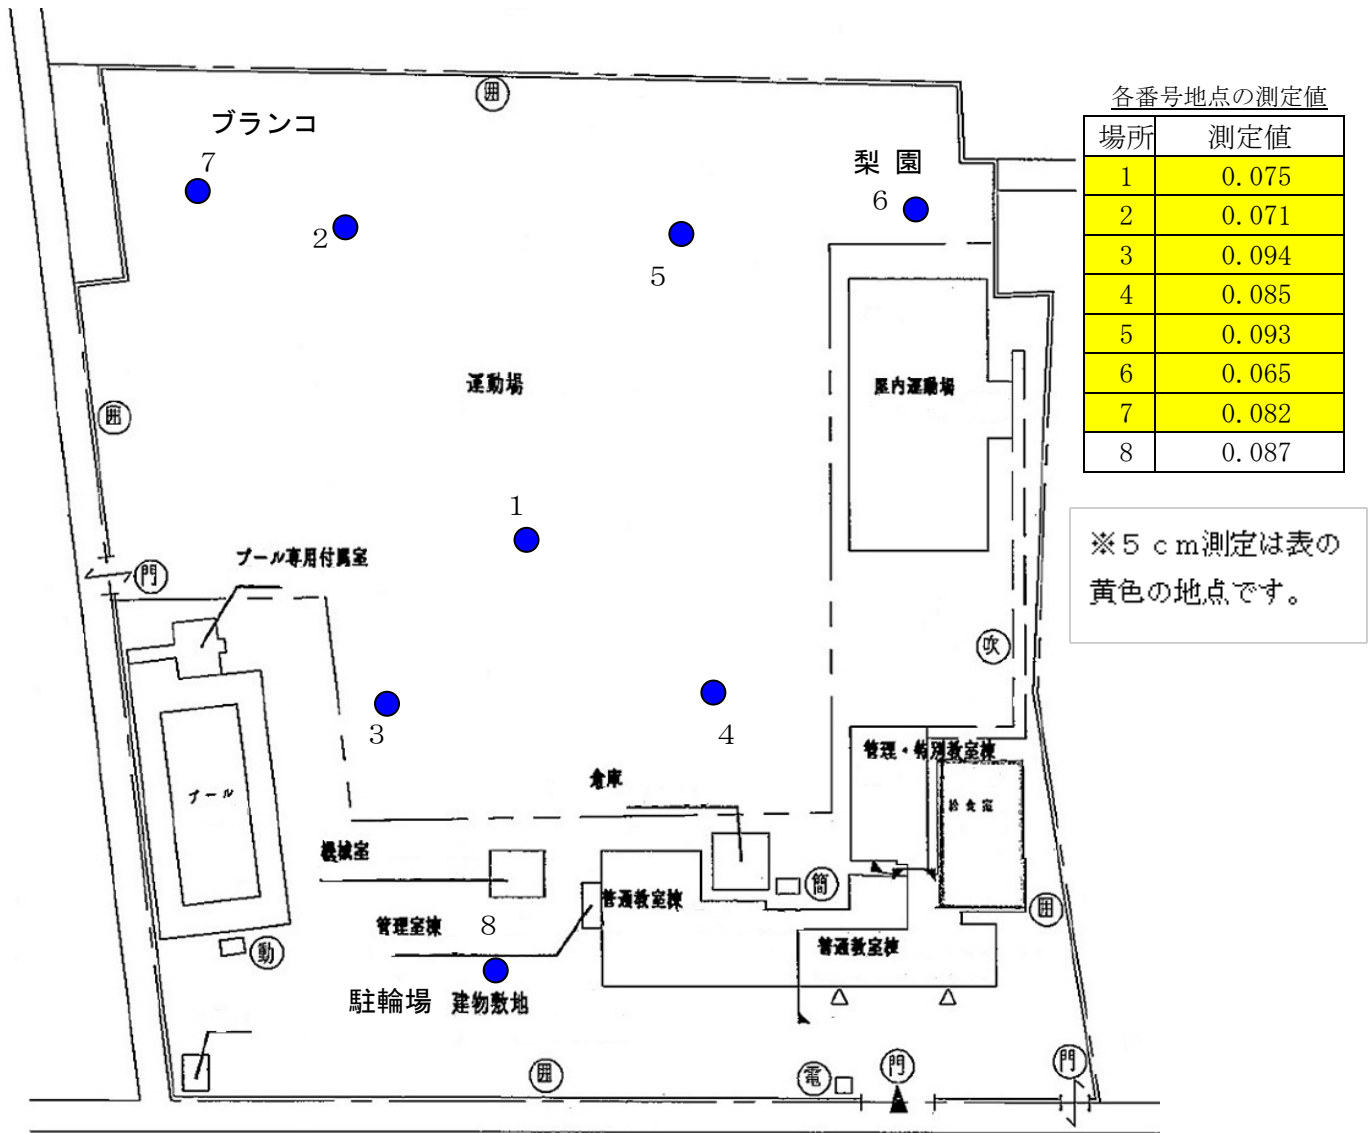 囲
ブランコ
7
2
5
梨 園
6
各番号地点の測定値
場所 測定値
1 0.075
2 0.071
3 0.094
4 0.085
5 0.093
6 0.065
7 0.082
8 0.087
※5cm測定は表の
黄色の地点です。
運動場
屋内運動場
囲
1
プール専用付属室
門
吹
3
4
プール
倉庫
管理・特別教室棟
給食室
機械室
簡
普通教室棟
囲
管理室棟
8
動
普通教室棟
駐輪場
建物敷地
囲
電
門
門